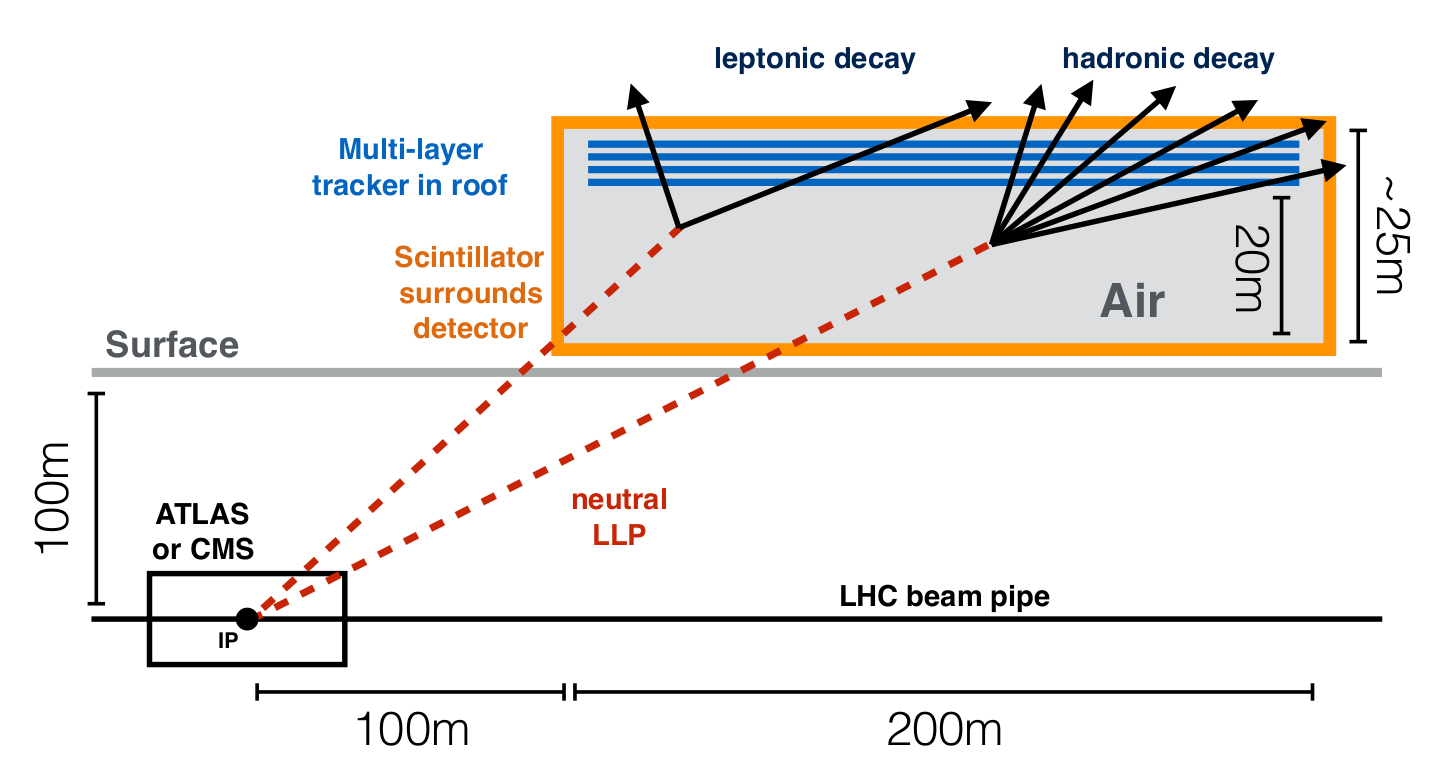 leptonic decay
hadronic decay
Multi-layer
tracker in roof
Scintillator
surrounds
detector
20m
~25m
Air
Surface
100m
ATLAS
or CMS
neutral
LLP
LHC beam pipe
IP
100m
200m